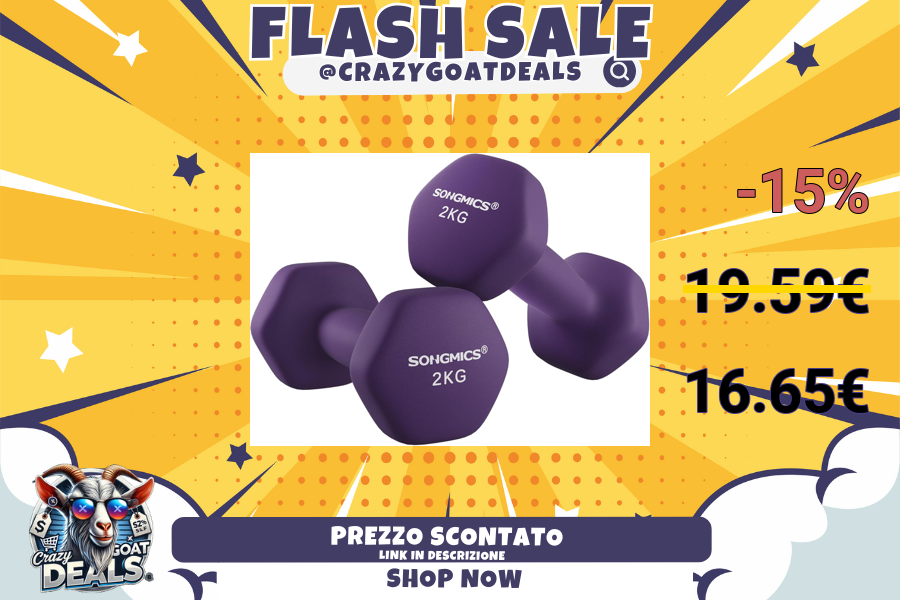 FLASH SALE
@CRAZYGOATDEALS
-15%
SONGMICS®
2KG
19.59€
SONGMICS®
2KG
16.65€
$
52%
Crazy
GOAT
DEALS
PREZZO SCONTATO
LINK IN DESCRIZIONE
SHOP NOW